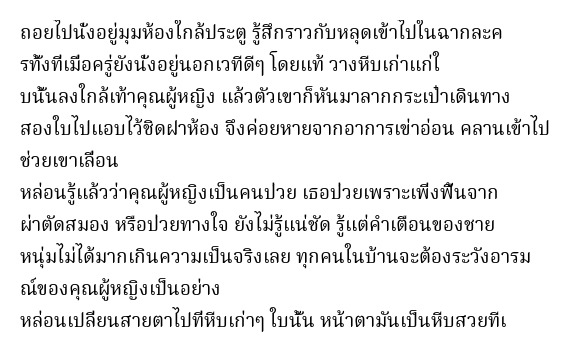 ถอยไปนั่งอยู่มุมห้องใกล้ประตู รู้สึกราวกับหลุดเข้าไปในฉากละค
รทั้งที่เมื่อครู่ยังนั่งอยู่นอกเวทีดีๆ โดยแท้ วางหีบเก่าแก่ใ
บนั้นลงใกล้เท้าคุณผู้หญิง แล้วตัวเขาก็หันมาลากกระเป๋าเดินทาง
สองใบไปแอบไว้ชิดฝาห้อง จึงค่อยหายจากอาการเข่าอ่อน คลานเข้าไป
ช่วยเขาเลื่อน
หล่อนรู้แล้วว่าคุณผู้หญิงเป็นคนป่วย เธอป่วยเพราะเพิ่งฟื้นจาก
ผ่าตัดสมอง หรือป่วยทางใจ ยังไม่รู้แน่ชัด รู้แต่คำเตือนของชาย
หนุ่มไม่ได้มากเกินความเป็นจริงเลย ทุกคนในบ้านจะต้องระวังอารม
ณ์ของคุณผู้หญิงเป็นอย่าง
หล่อนเปลี่ยนสายตาไปที่หีบเก่าๆ ใบนั้น หน้าตามันเป็นหีบสวยทีเ